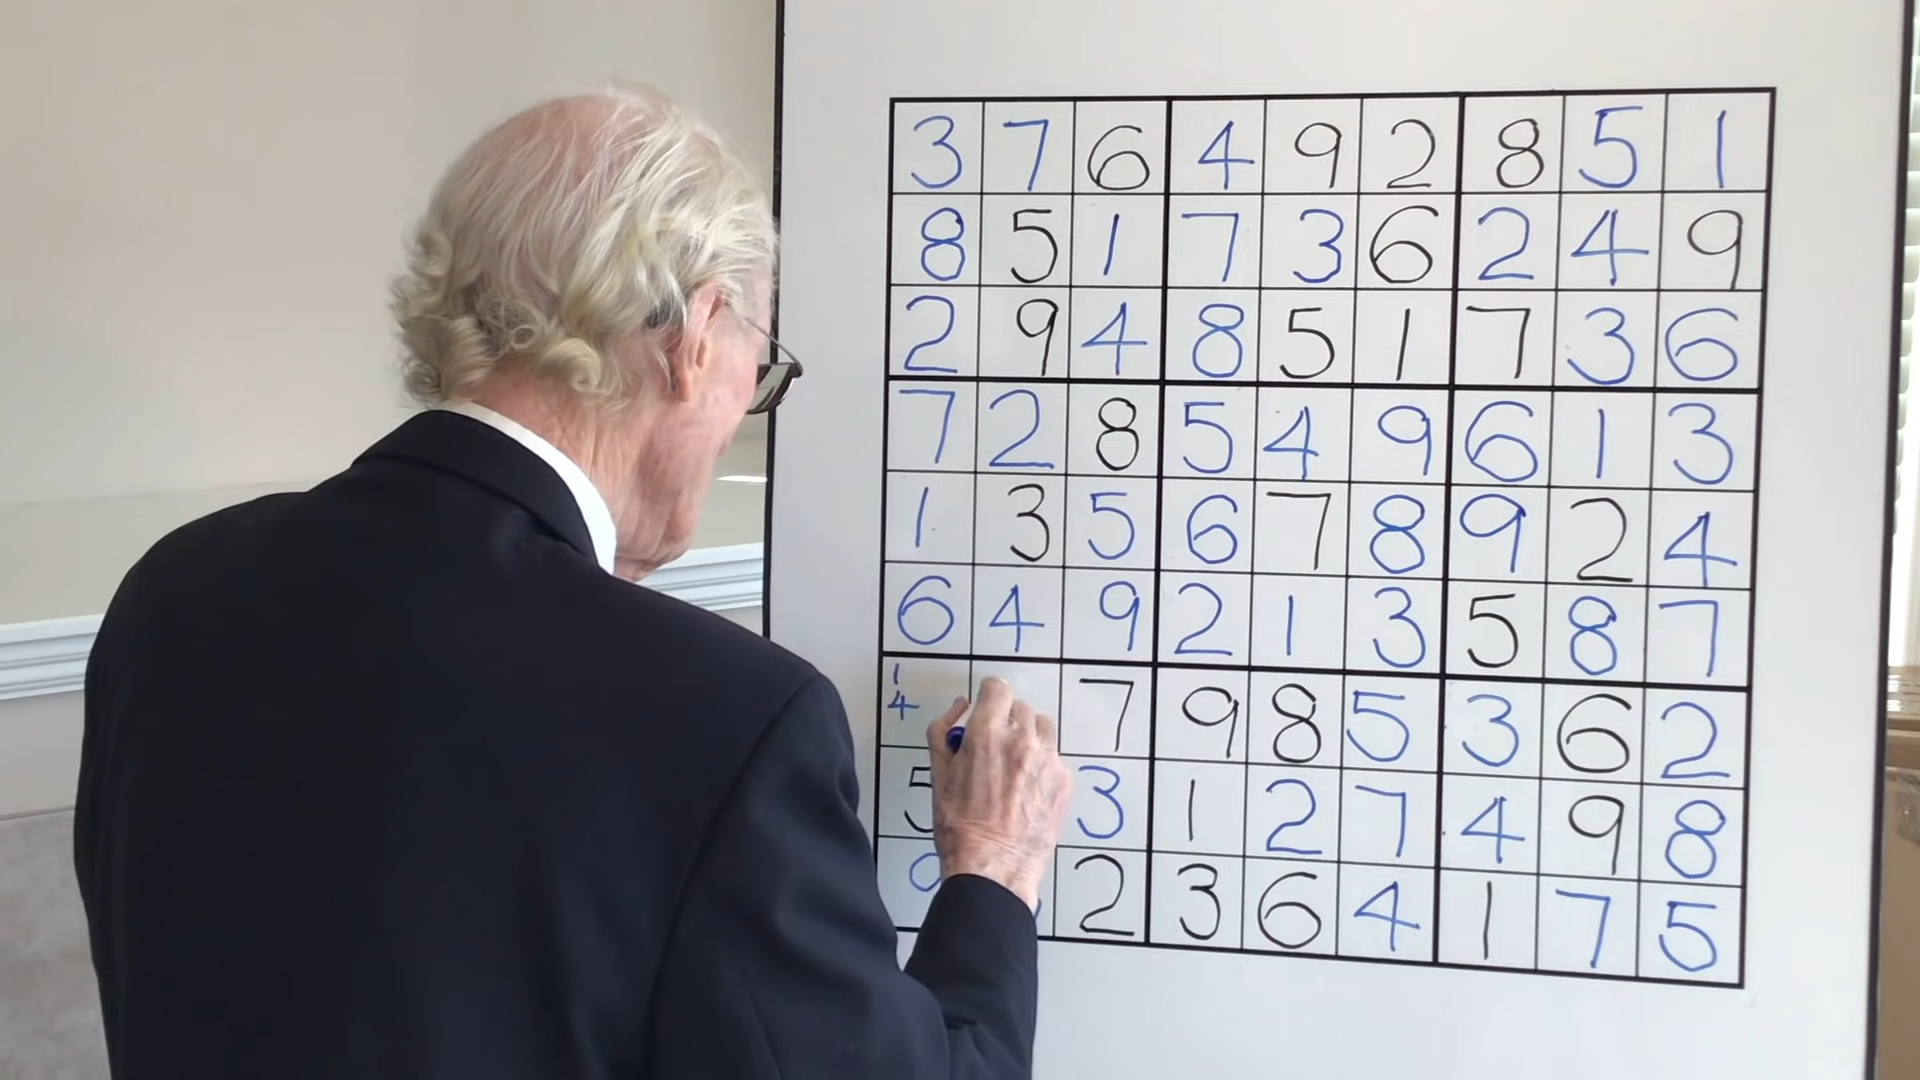 3 7 6 4 9 2 8 5 1
8 5 1 7 3 6 2 4 9
2 9 4 8 5 1 7 3 6
7 2 8 5 4 9 6 1 3
1 3 5 6 7 8 9 2 4
6 4 9 2 1 3 5 8 7
1 4 7 9 8 5 3 6 2
5 3 1 2 7 4 9 8
2 3 6 4 1 7 5